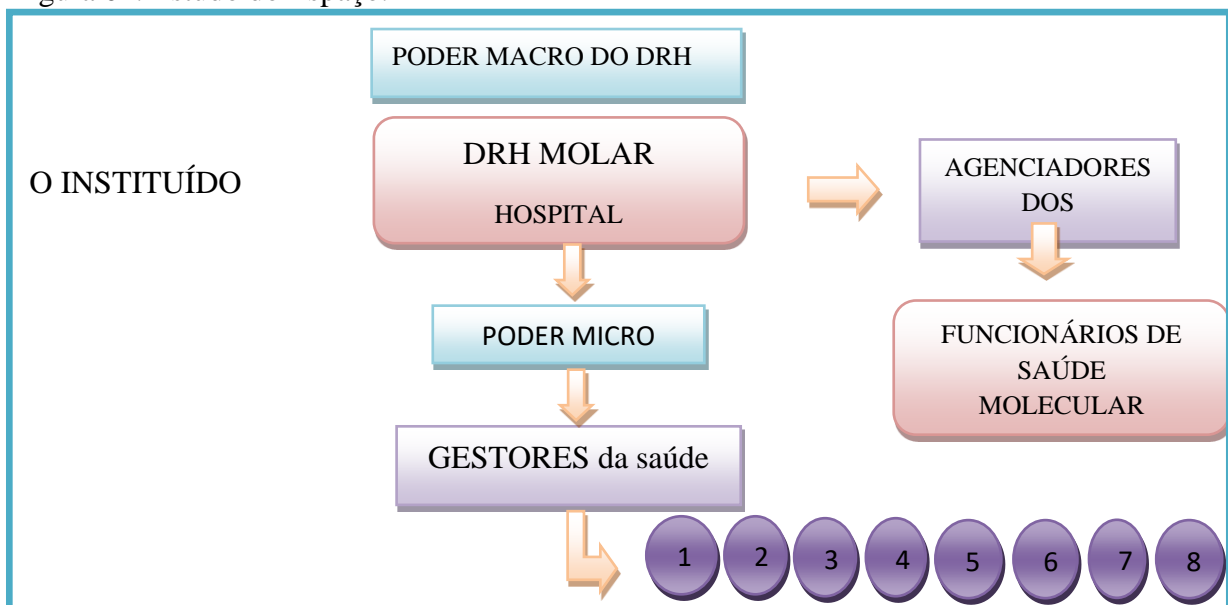 PODER MACRO DO DRH
O INSTITUÍDO
DRH MOLAR
HOSPITAL
AGENCIADORES
DOS
PODER MICRO
FUNCIONÁRIOS DE
SAÚDE
MOLECULAR
GESTORES da saúde
1 2 3 4 5 6 7 8